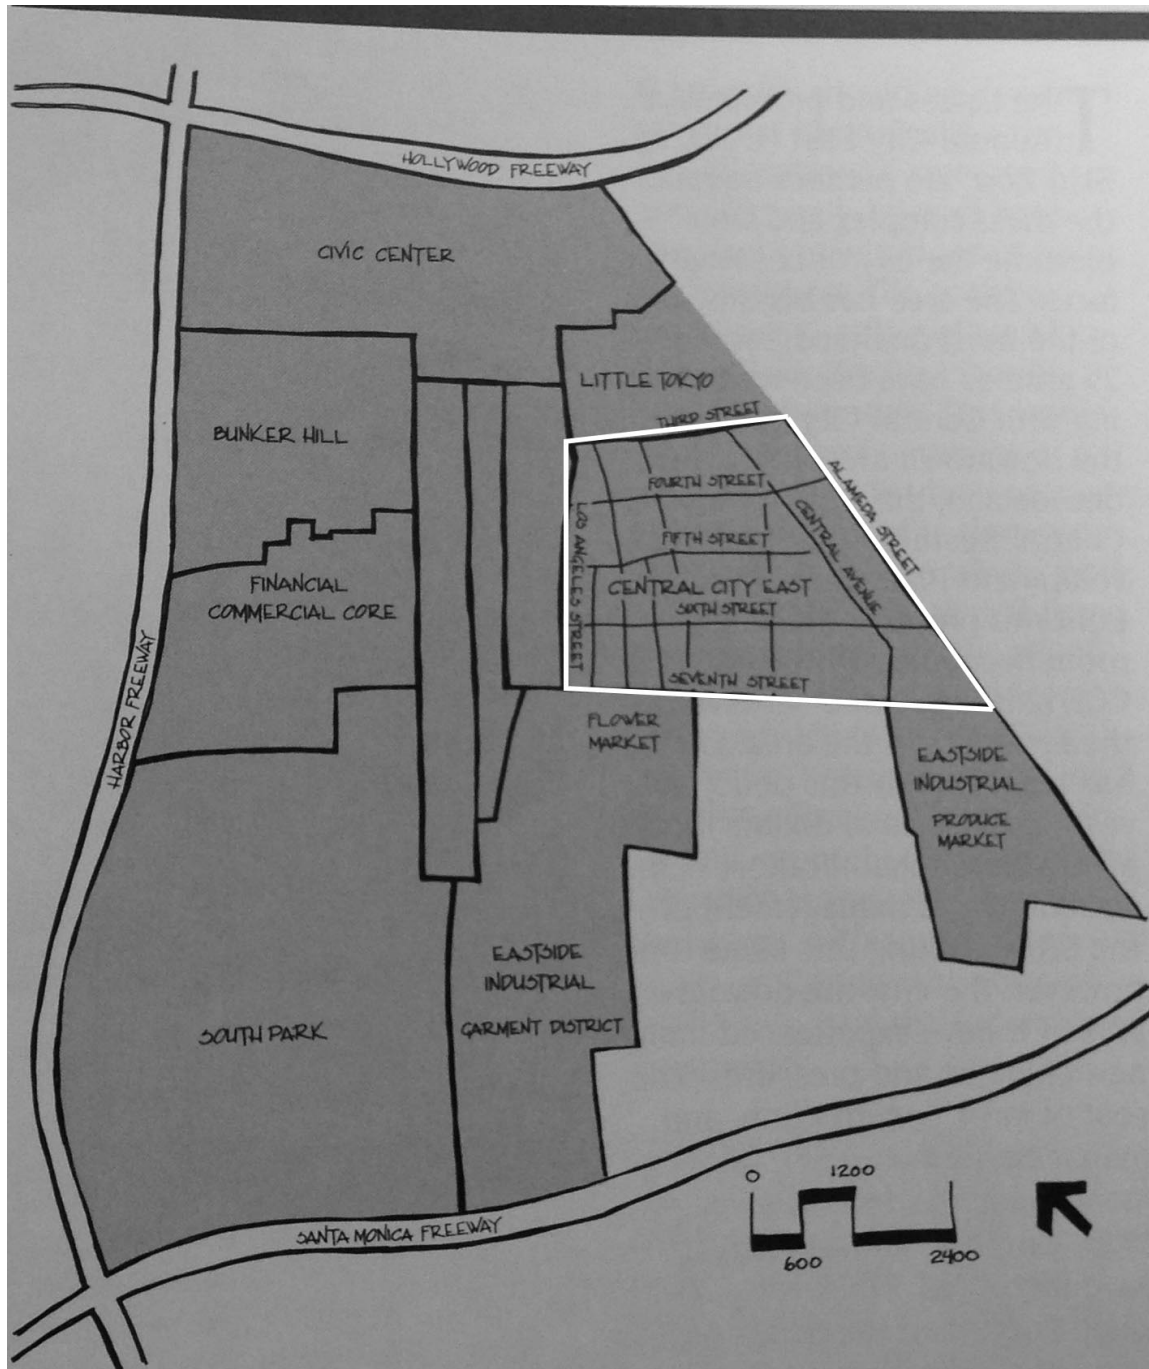 HOLLYWOOD FREEWAY
CIVIC CENTER
LITTLE TOKYO
THIRD STREET
BUNKER HILL
FOURTH STREET
ALAMEDA STREET
CENTRAL AVENUE
LOS ANGELES STREET
FIFTH STREET
CENTRAL CITY EAST
SIXTH STREET
SEVENTH STREET
FINANCIAL
COMMERCIAL CORE
HARBOR FREEWAY
FLOWER
MARKET
EASTSIDE
INDUSTRIAL
PRODUCE
MARKET
EASTSIDE
INDUSTRIAL
GARMENT DISTRICT
SOUTH PARK
SANTA MONICA FREEWAY
0
1200
600
2400